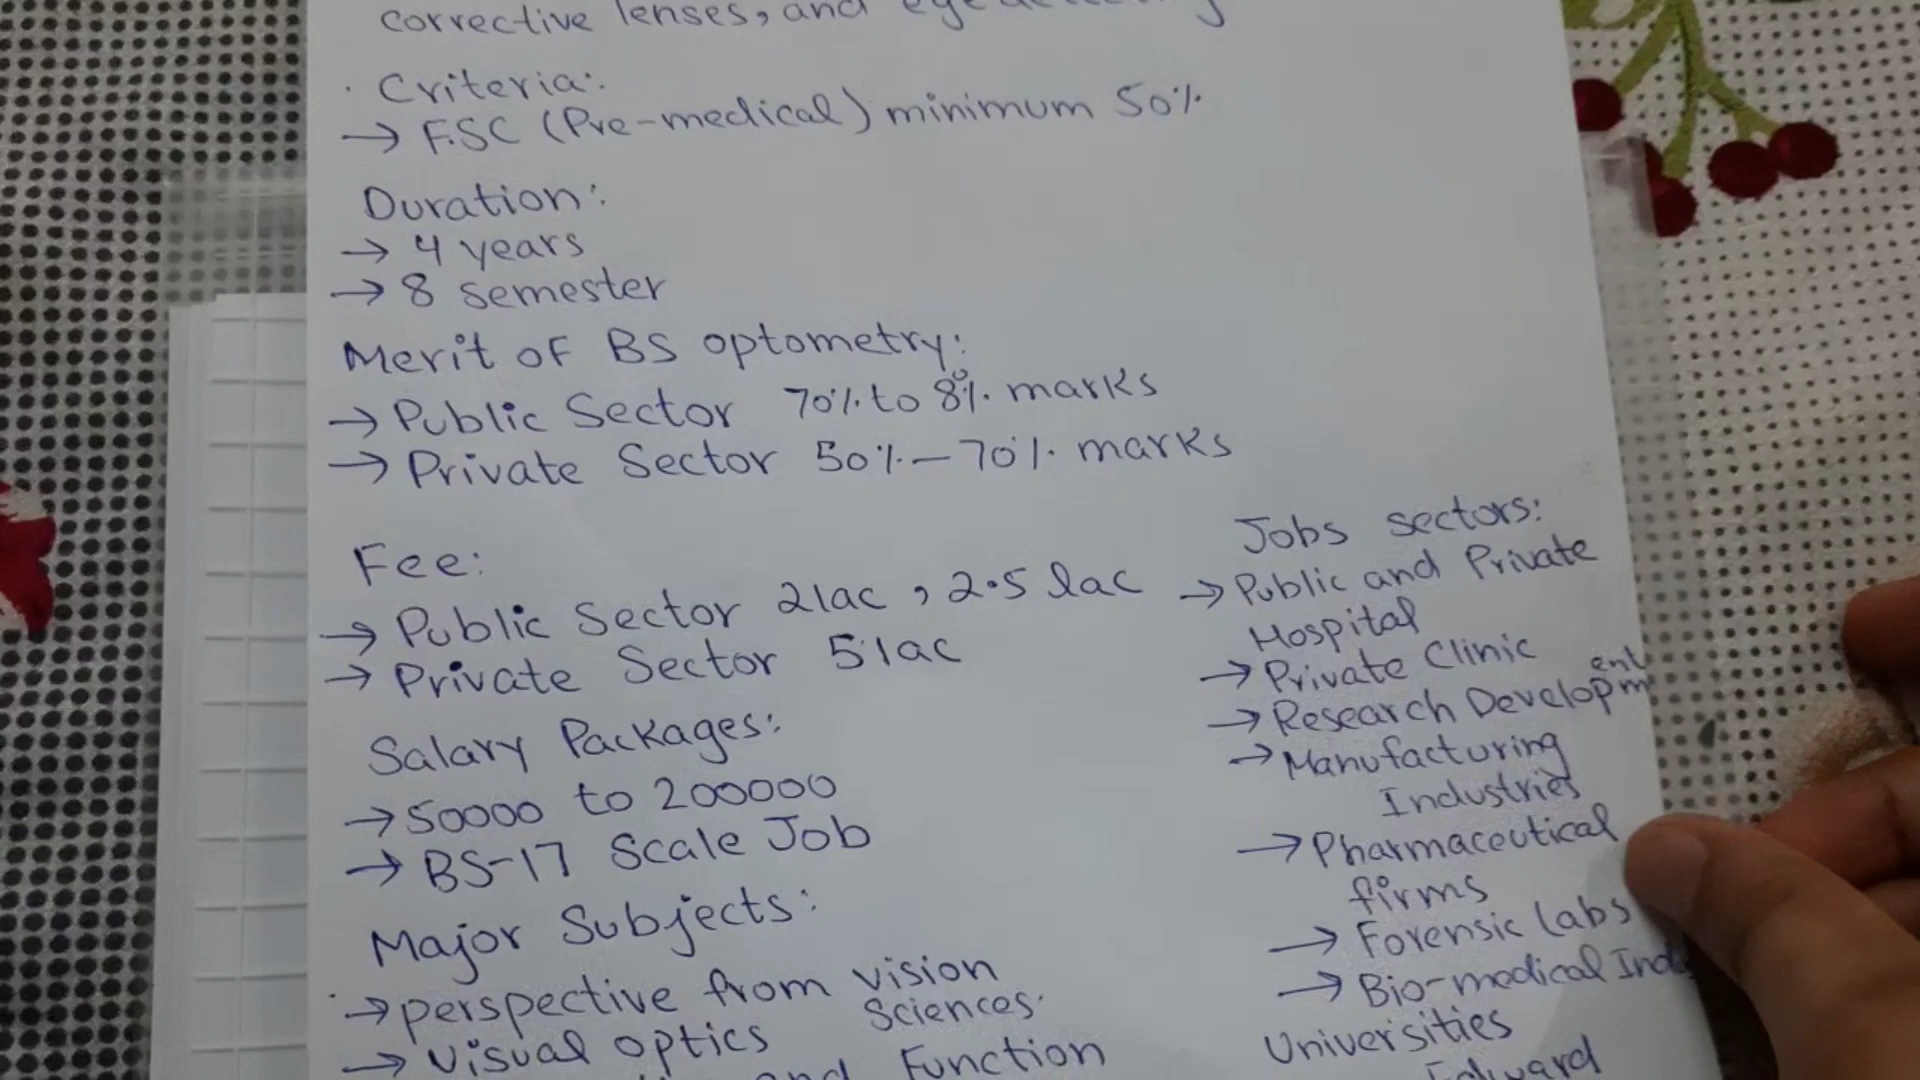 corrective lenses, and
Criteria:
→ F.SC (Pre-medical) minimum 50%
Duration:
→ 4 years
→ 8 semester
Merit of BS optometry:
→ Public Sector 70% to 80% marks
→ Private Sector 50% – 70% marks
Fee:
→ Public Sector 2lac, 2.5 lac
→ Private Sector 5lac
Salary Packages:
→ 50000 to 200000
→ BS-17 Scale Job
Major Subjects:
→ perspective from vision
Sciences.
→ Visual optics
and Function
Jobs sectors:
→ Public and Private
Hospital
→ Private Clinic
→ Research Development
→ Manufacturing
Industries
→ Pharmaceutical
firms
→ Forensic Labs
→ Bio-medical
Universities
Edward